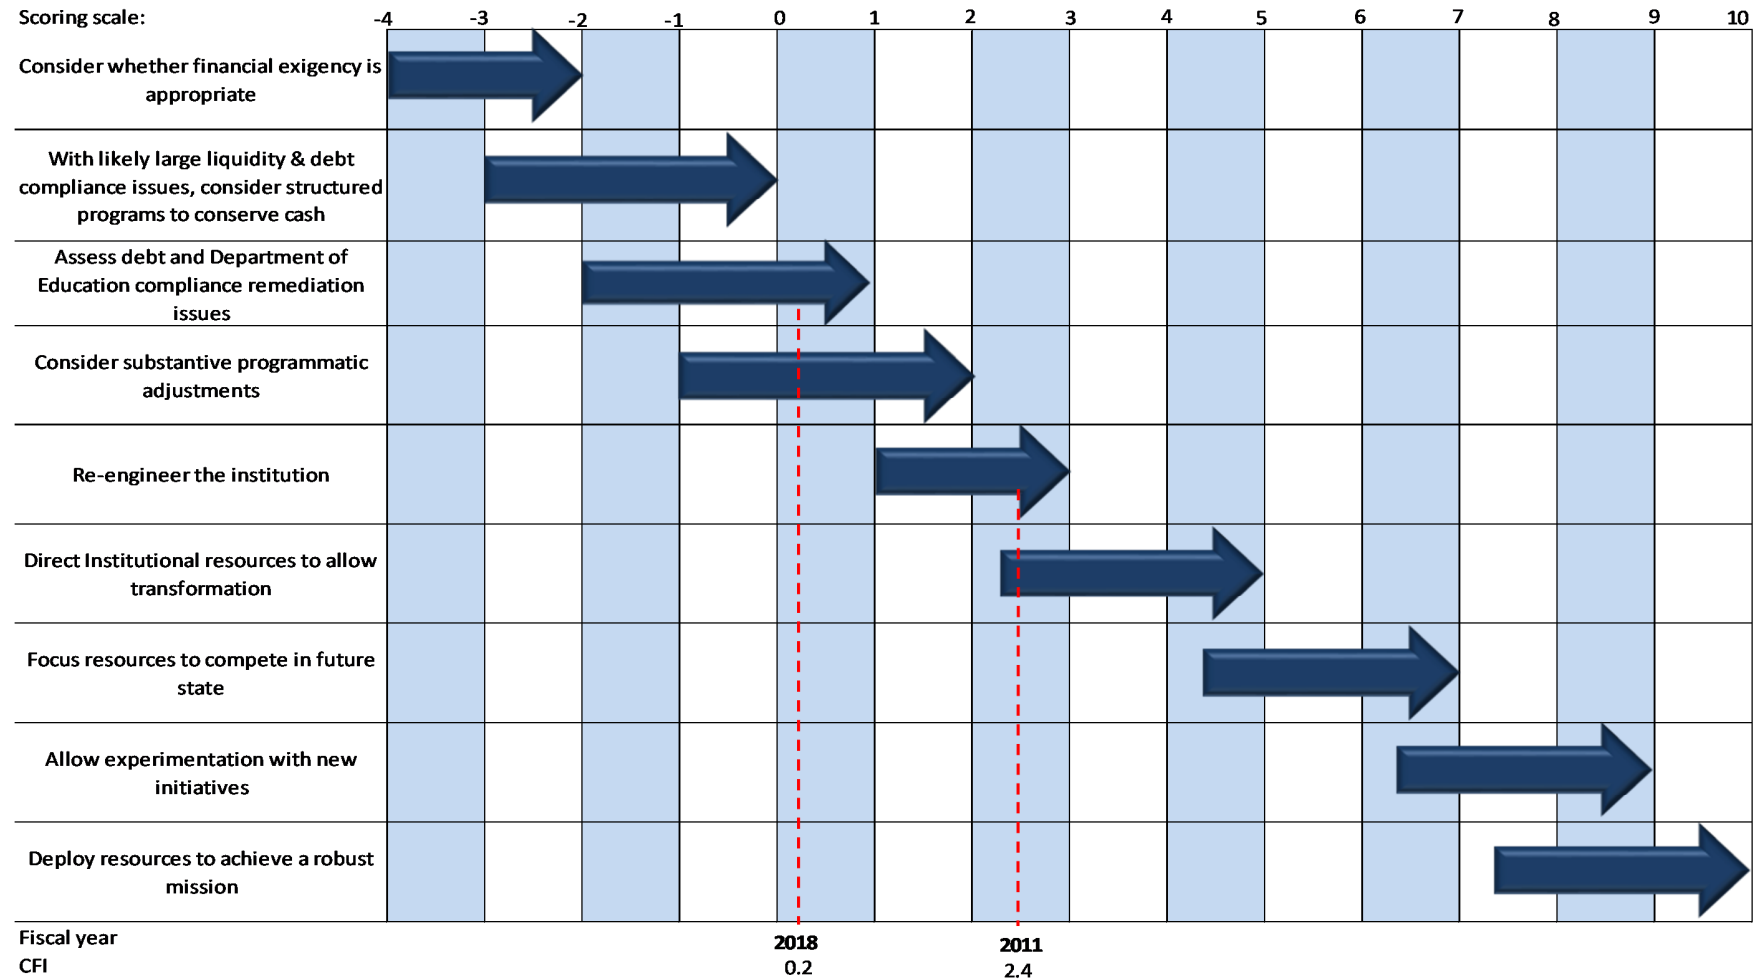 Scoring scale: -4 -3 -2 -1 0 1 2 3 4 5 6 7 8 9 10
Consider whether financial exigency is
appropriate
With likely large liquidity & debt
compliance issues, consider structured
programs to conserve cash
Assess debt and Department of
Education compliance remediation
issues
Consider substantive programmatic
adjustments
Re-engineer the institution
Direct Institutional resources to allow
transformation
Focus resources to compete in future
state
Allow experimentation with new
initiatives
Deploy resources to achieve a robust
mission
Fiscal year 2018 2011
CFI 0.2 2.4